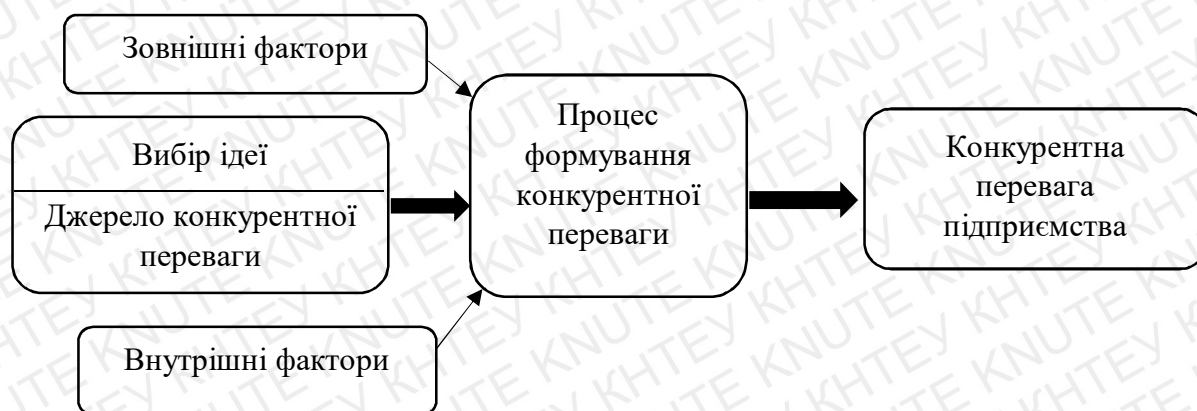 Зовнішні фактори
Вибір ідеї
Джерело конкурентної
переваги
Внутрішні фактори
Процес
формування
конкурентної
переваги
Конкурентна
перевага
підприємства